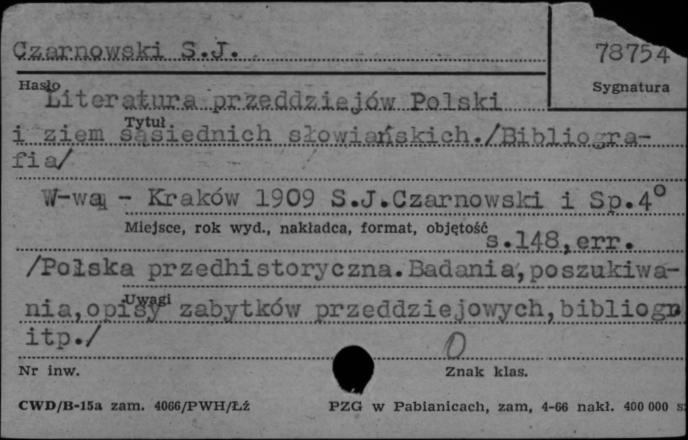 Czarnowski S.J.
78754
Hasło
Sygnatura
Literatura przeddziejów Polski
Tytuł
i ziem sąsiednich słowiańskich./Bibliogra-
fia/
W-wą - Kraków 1909 S.J.Czarnowski i Sp.4°
Miejsce, rok wyd., nakładca, format, objętość
s.148,err.
/Polska przedhistoryczna.Badania,poszukiwa-
Uwagi
nia,opisy zabytków przeddziejowych,bibliogr
itp./
0
Nr inw.
Znak klas.
CWD/B-15a zam. 4066/PWH/Łź
PZG w Pabianicach, zam, 4-66 nakł. 400 000 s